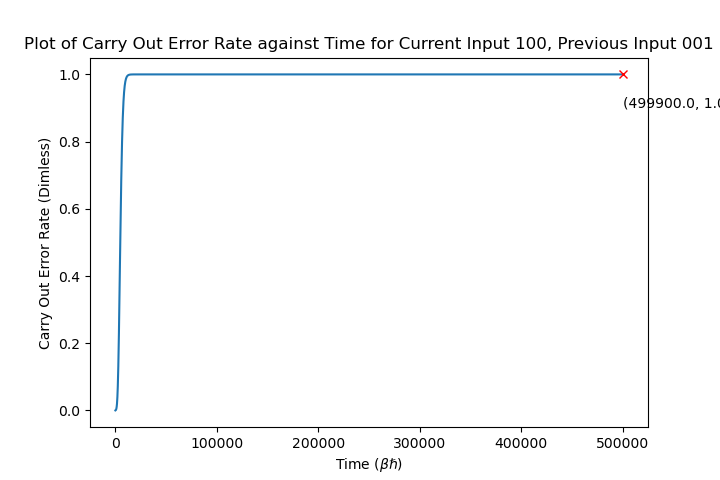 Plot of Carry Out Error Rate against Time for Current Input 100, Previous Input 001
1.0
(499900.0, 1.0
0.8
0.6
0.4
0.2
0.0
Carry Out Error Rate (Dimless)
0 100000 200000 300000 400000 500000
Time (βℏ)